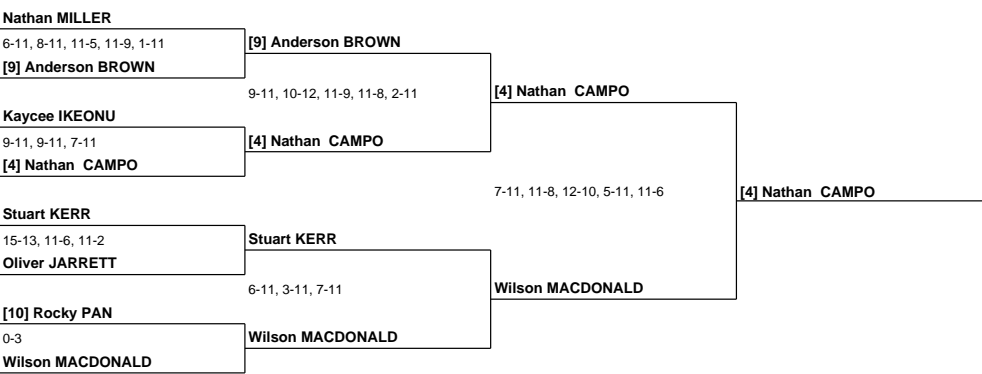 Nathan MILLER
6-11, 8-11, 11-5, 11-9, 1-11
[9] Anderson BROWN
[9] Anderson BROWN
9-11, 10-12, 11-9, 11-8, 2-11
[4] Nathan  CAMPO
Kaycee IKEONU
9-11, 9-11, 7-11
[4] Nathan  CAMPO
[4] Nathan  CAMPO
7-11, 11-8, 12-10, 5-11, 11-6
[4] Nathan  CAMPO
Stuart KERR
15-13, 11-6, 11-2
Stuart KERR
Oliver JARRETT
6-11, 3-11, 7-11
Wilson MACDONALD
[10] Rocky PAN
0-3
Wilson MACDONALD
Wilson MACDONALD